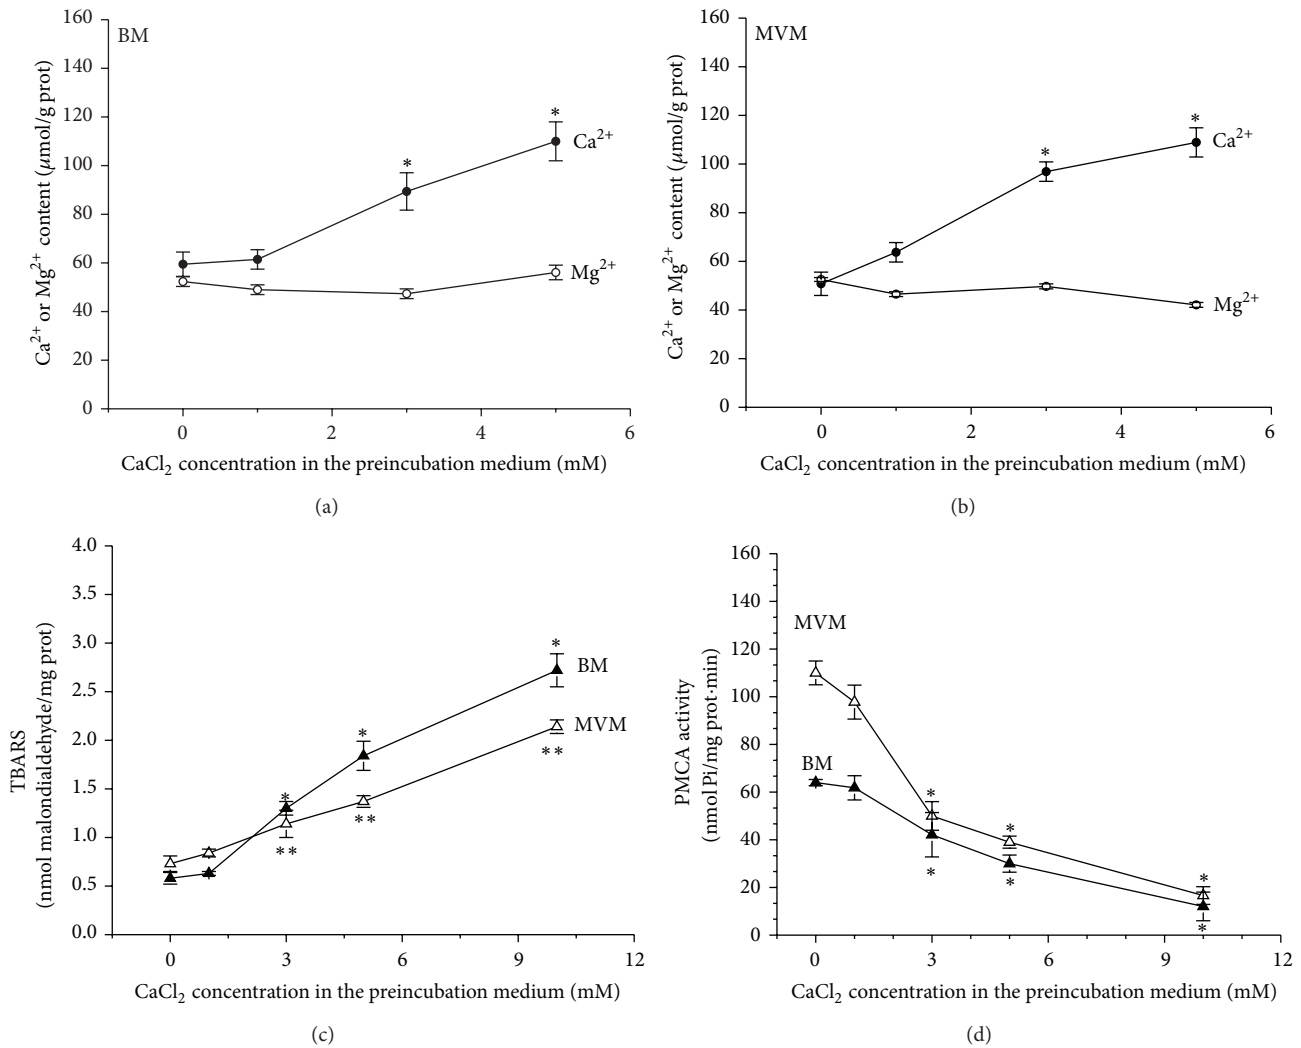 BM
160
140
120
100
80
60
40
20
0
Ca²⁺ or Mg²⁺ content (μmol/g prot)
*
*
Ca²⁺
Mg²⁺
0 2 4 6
CaCl₂ concentration in the preincubation medium (mM)
(a)
MVM
160
140
120
100
80
60
40
20
0
Ca²⁺ or Mg²⁺ content (μmol/g prot)
*
*
Ca²⁺
Mg²⁺
0 2 4 6
CaCl₂ concentration in the preincubation medium (mM)
(b)
4.0
3.5
3.0
2.5
2.0
1.5
1.0
0.5
0.0
TBARS
(nmol malondialdehyde/mg prot)
*
BM
*
MVM
**
*
**
**
0 3 6 9 12
CaCl₂ concentration in the preincubation medium (mM)
(c)
160
140
120
100
80
60
40
20
0
PMCA activity
(nmol Pi/mg prot·min)
MVM
BM
*
*
*
*
*
*
0 3 6 9 12
CaCl₂ concentration in the preincubation medium (mM)
(d)